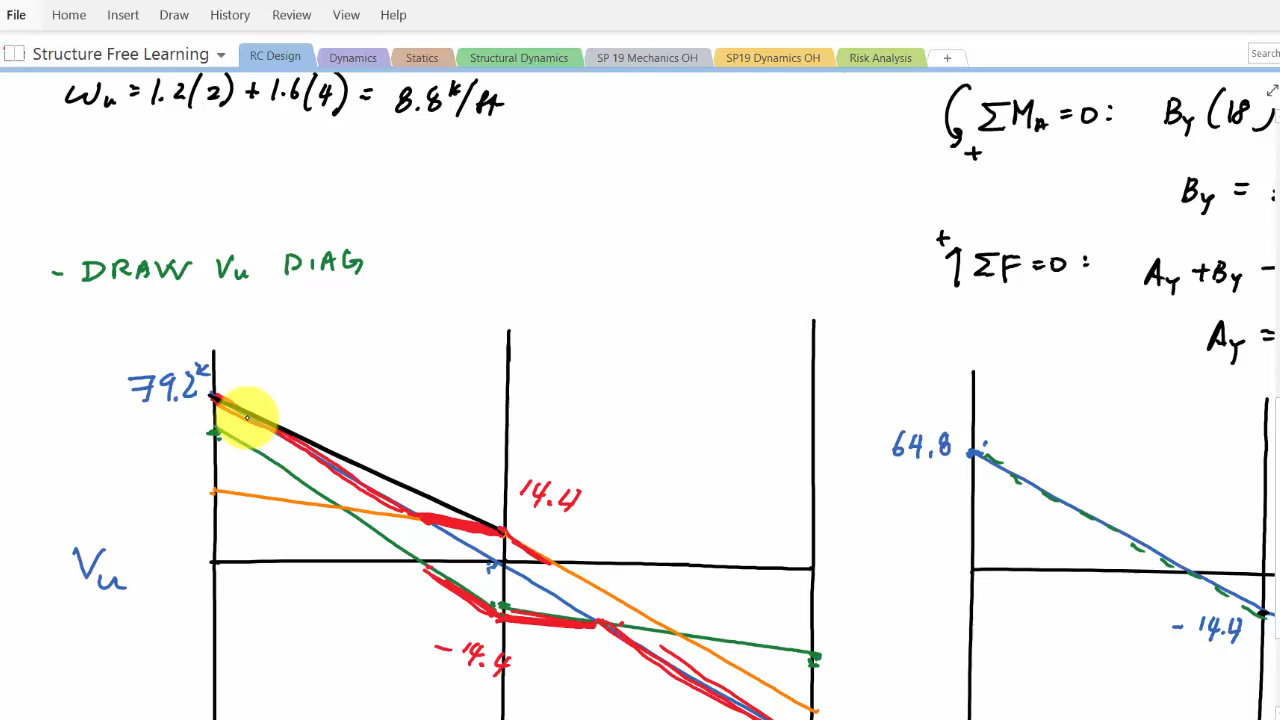 File Home Insert Draw History Review View Help
Structure Free Learning RC Design Dynamics Statics Structural Dynamics SP 19 Mechanics OH SP19 Dynamics OH Risk Analysis + Search
Wu = 1.2(2) + 1.6(4) = 8.8 k/ft
- DRAW Vu DIAG
79.2k
14.4
Vu
-14.4
+ ΣMA = 0: By (18
By =
+↑ ΣF = 0: Ay + By -
Ay =
64.8
-14.4